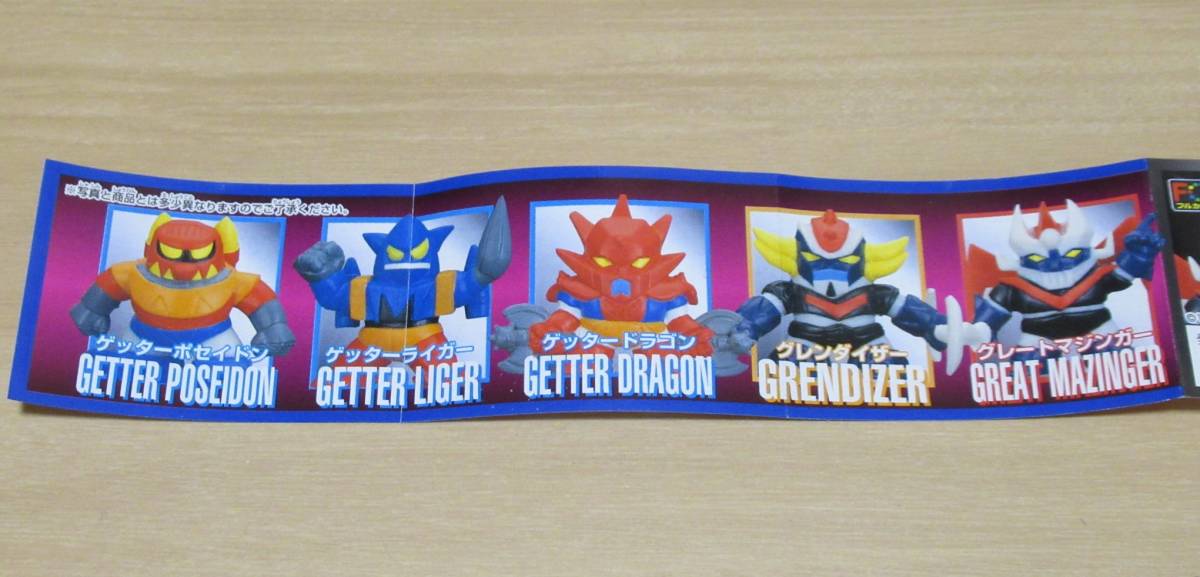 ※写真と商品とは多少異なりますのでご了承ください。
ゲッターポセイドン
GETTER POSEIDON
ゲッターライガー
GETTER LIGER
ゲッタードラゴン
GETTER DRAGON
グレンダイザー
GRENDIZER
グレートマジンガー
GREAT MAZINGER
フルカ